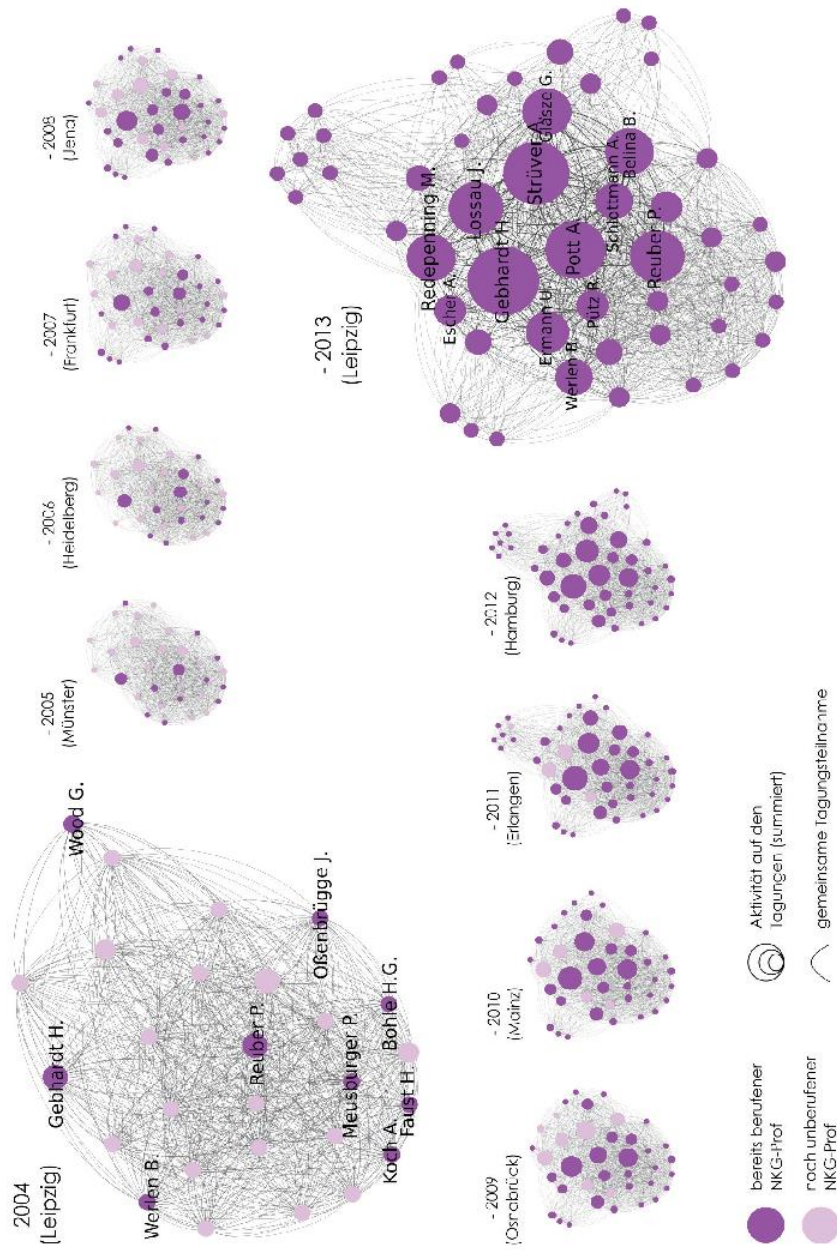 2004
(Leipzig)
Gebhardt H.
Wood G.
Werlen B.
Reuber P.
Oßenbrügge J.
Meusburger P.
Koch A.
Bohle H.G.
Faust H.
- 2005
(Münster)
- 2006
(Heidelberg)
- 2007
(Frankfurt)
- 2008
(Jena)
- 2009
(Osnabrück)
- 2010
(Mainz)
- 2011
(Erlangen)
- 2012
(Hamburg)
- 2013
(Leipzig)
Redepenning M.
Escher A.
Lossau J.
Glasze G.
Gebhardt H.
Strüver A.
Ermann U.
Pott A.
Belina B.
Schlottmann A.
Werlen B.
Pütz R.
Reuber P.
bereits berufener
NKG-Prof
noch unberufener
NKG-Prof
Aktivität auf den
Tagungen (summiert)
gemeinsame Tagungsteilnahme